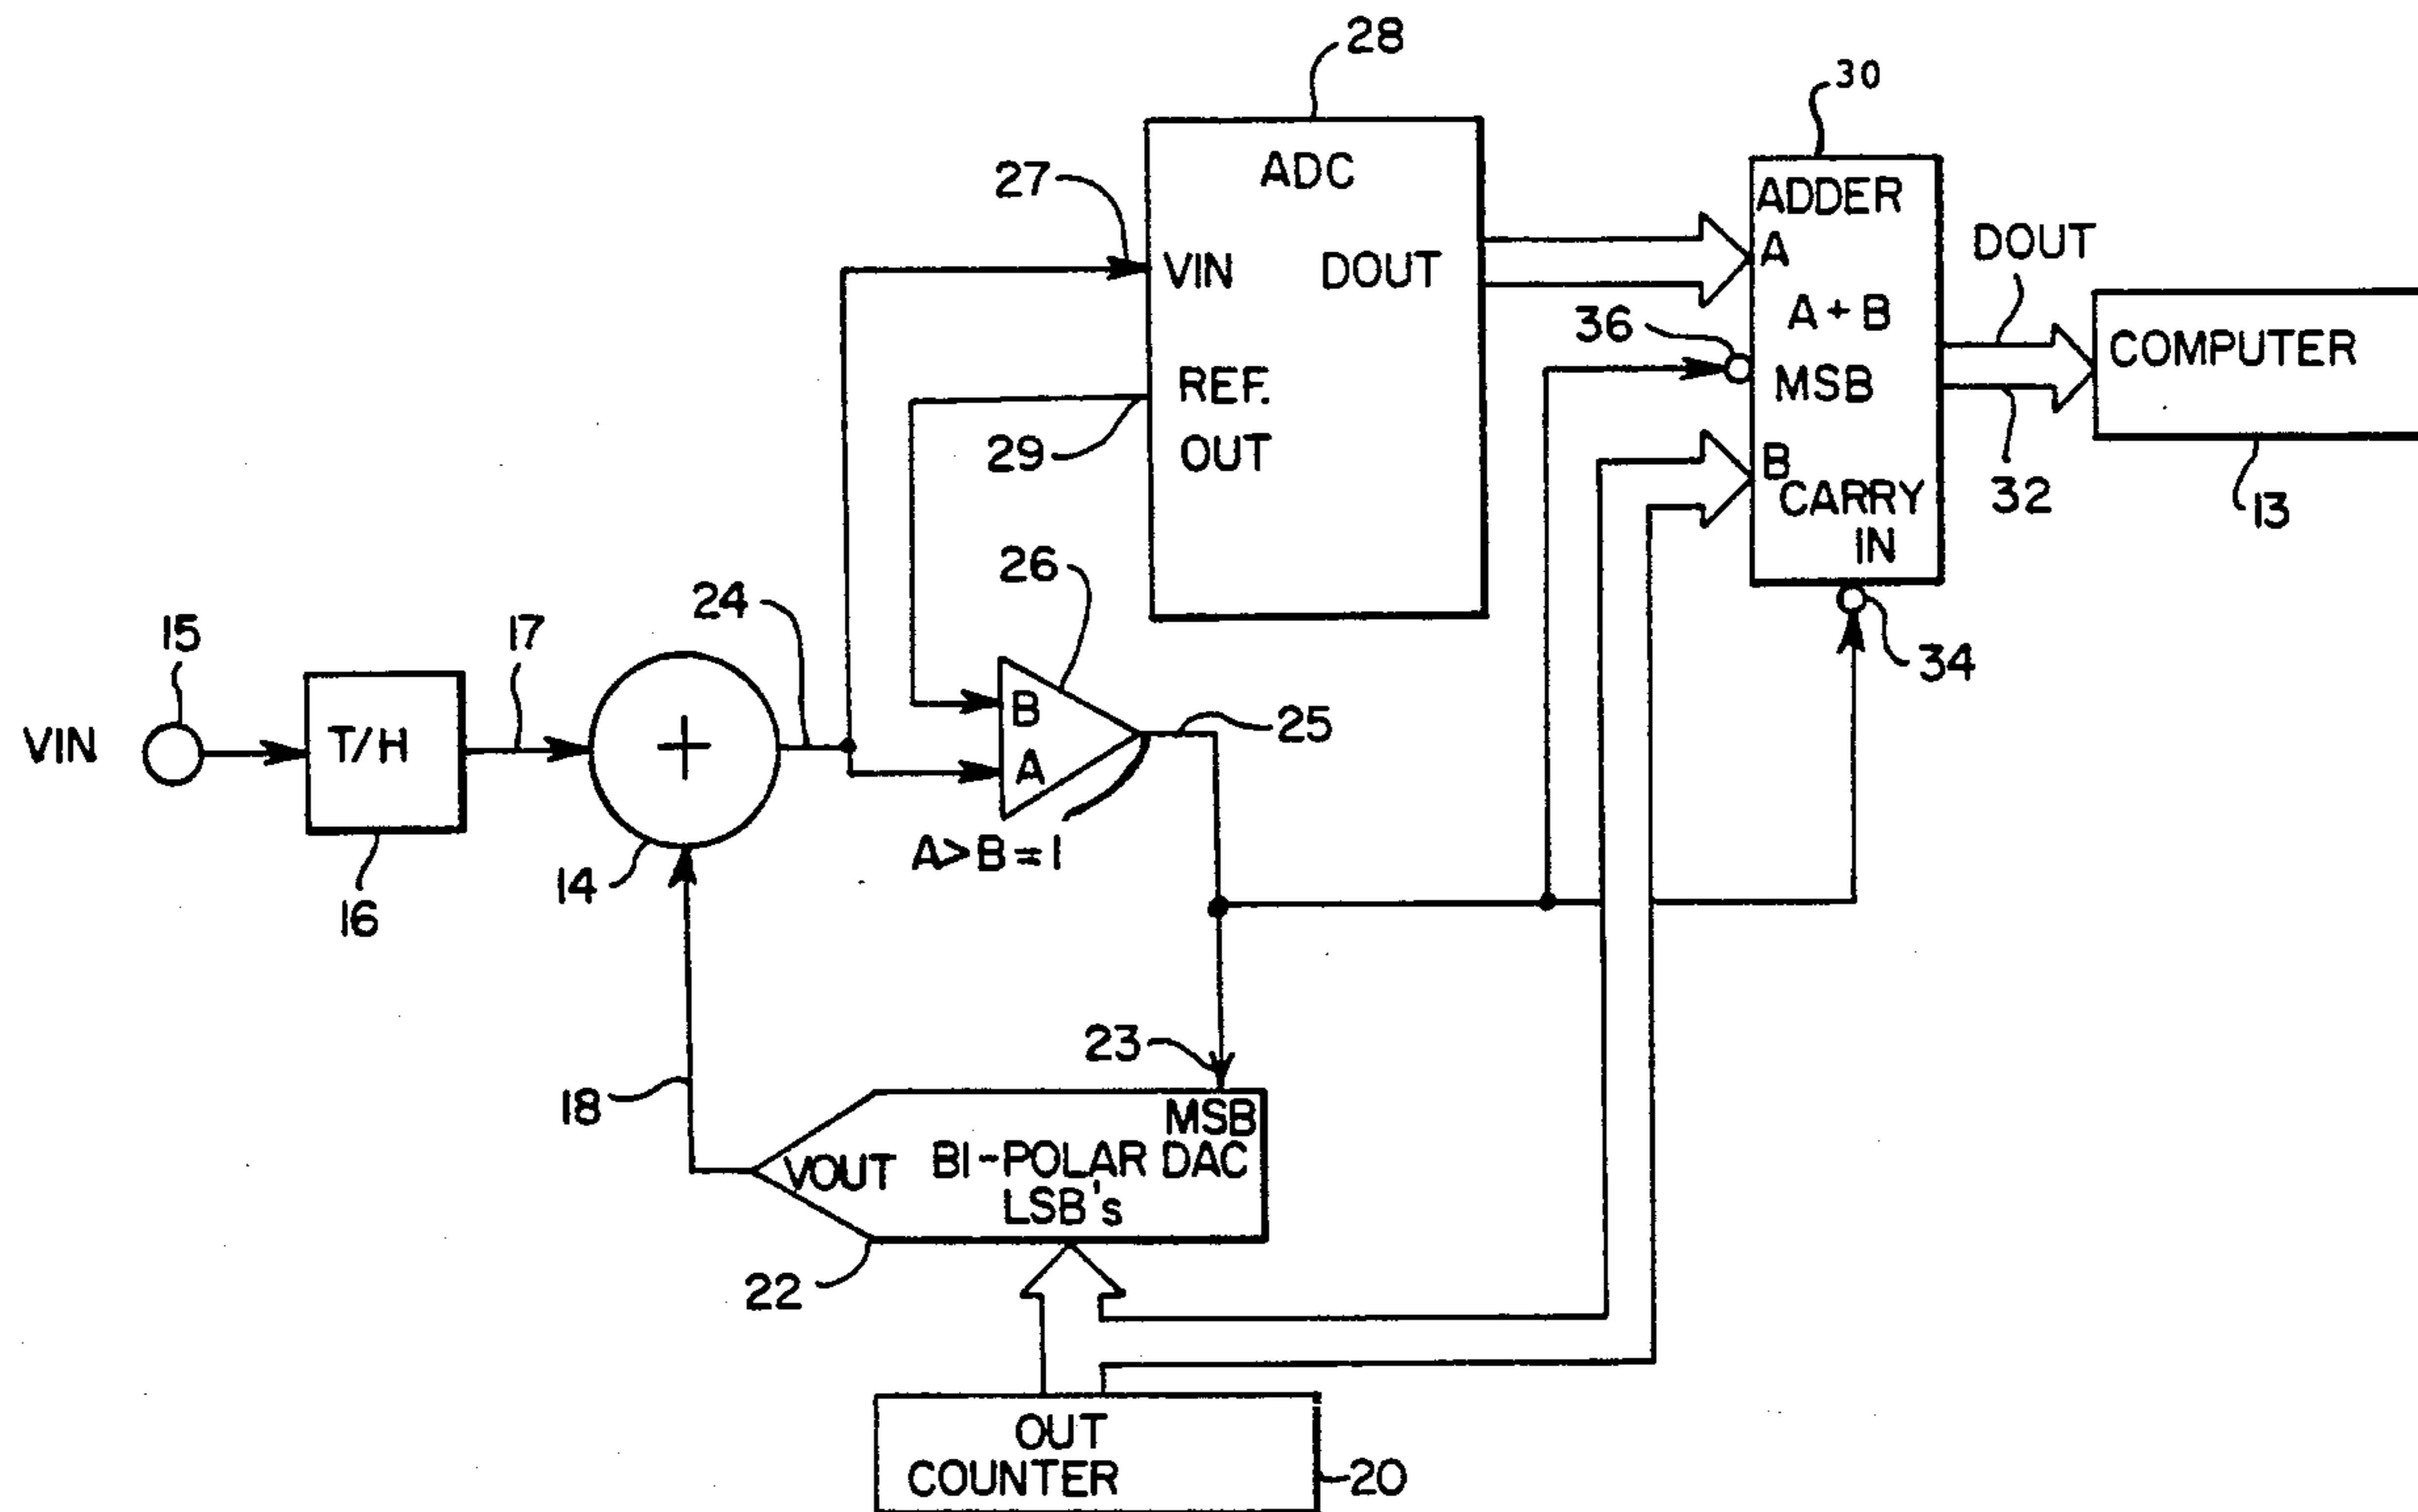 28
30
ADC
27
ADDER
A
DOUT
VIN
DOUT
A + B
36
COMPUTER
REF.
OUT
MSB
29
B
CARRY
IN
32
13
26
24
15
17
34
VIN
T/H
+
B
A
25
A>B=1
14
16
23
18
MSB
VOUT
BI-POLAR DAC
LSB's
22
OUT
COUNTER
20